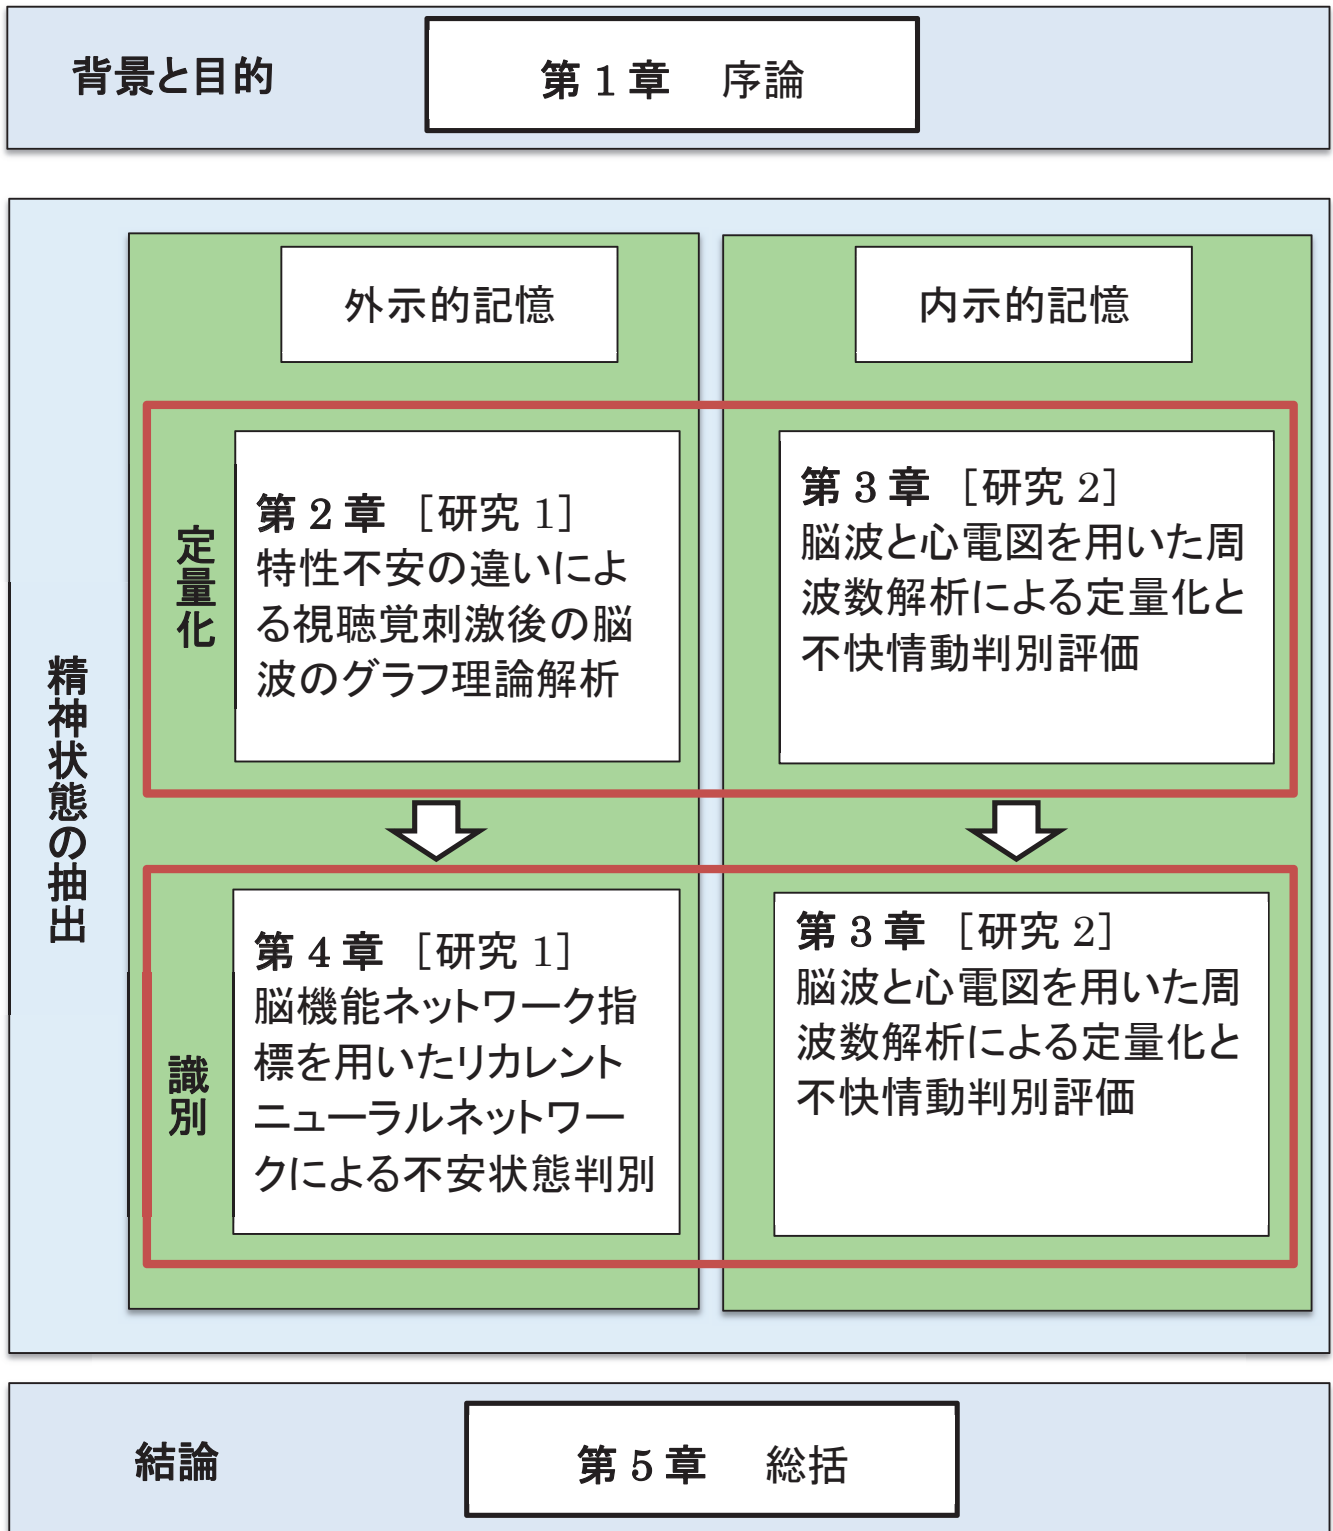 背景と目的
第 1 章 序論
外示的記憶
内示的記憶
精神状態の抽出
定量化
第 2 章 [研究 1]
特性不安の違いによ
る視聴覚刺激後の脳
波のグラフ理論解析
第 3 章 [研究 2]
脳波と心電図を用いた周
波数解析による定量化と
不快情動判別評価
識別
第 4 章 [研究 1]
脳機能ネットワーク指
標を用いたリカレント
ニューラルネットワー
クによる不安状態判別
第 3 章 [研究 2]
脳波と心電図を用いた周
波数解析による定量化と
不快情動判別評価
結論
第 5 章 総括